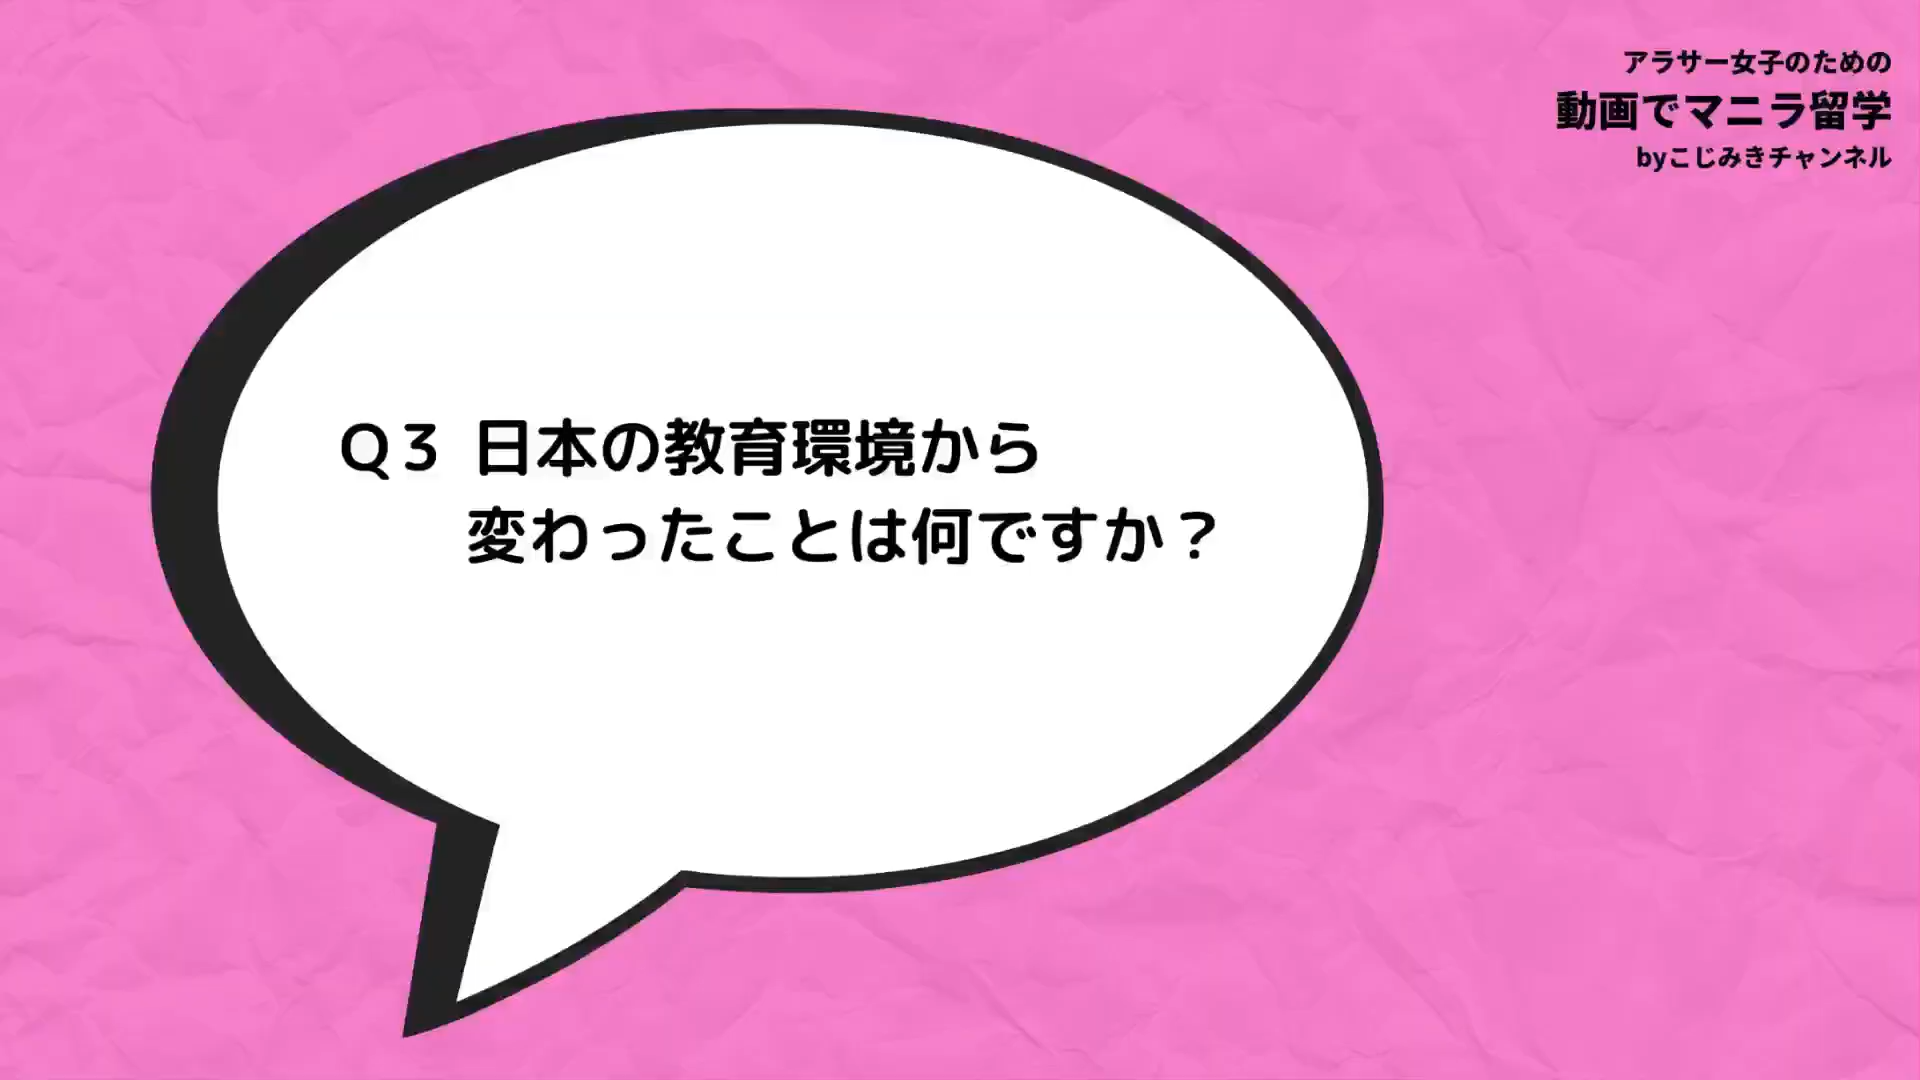 アラサー女子のための
動画でマニラ留学
byこじみきチャンネル
Q3 日本の教育環境から
変わったことは何ですか？